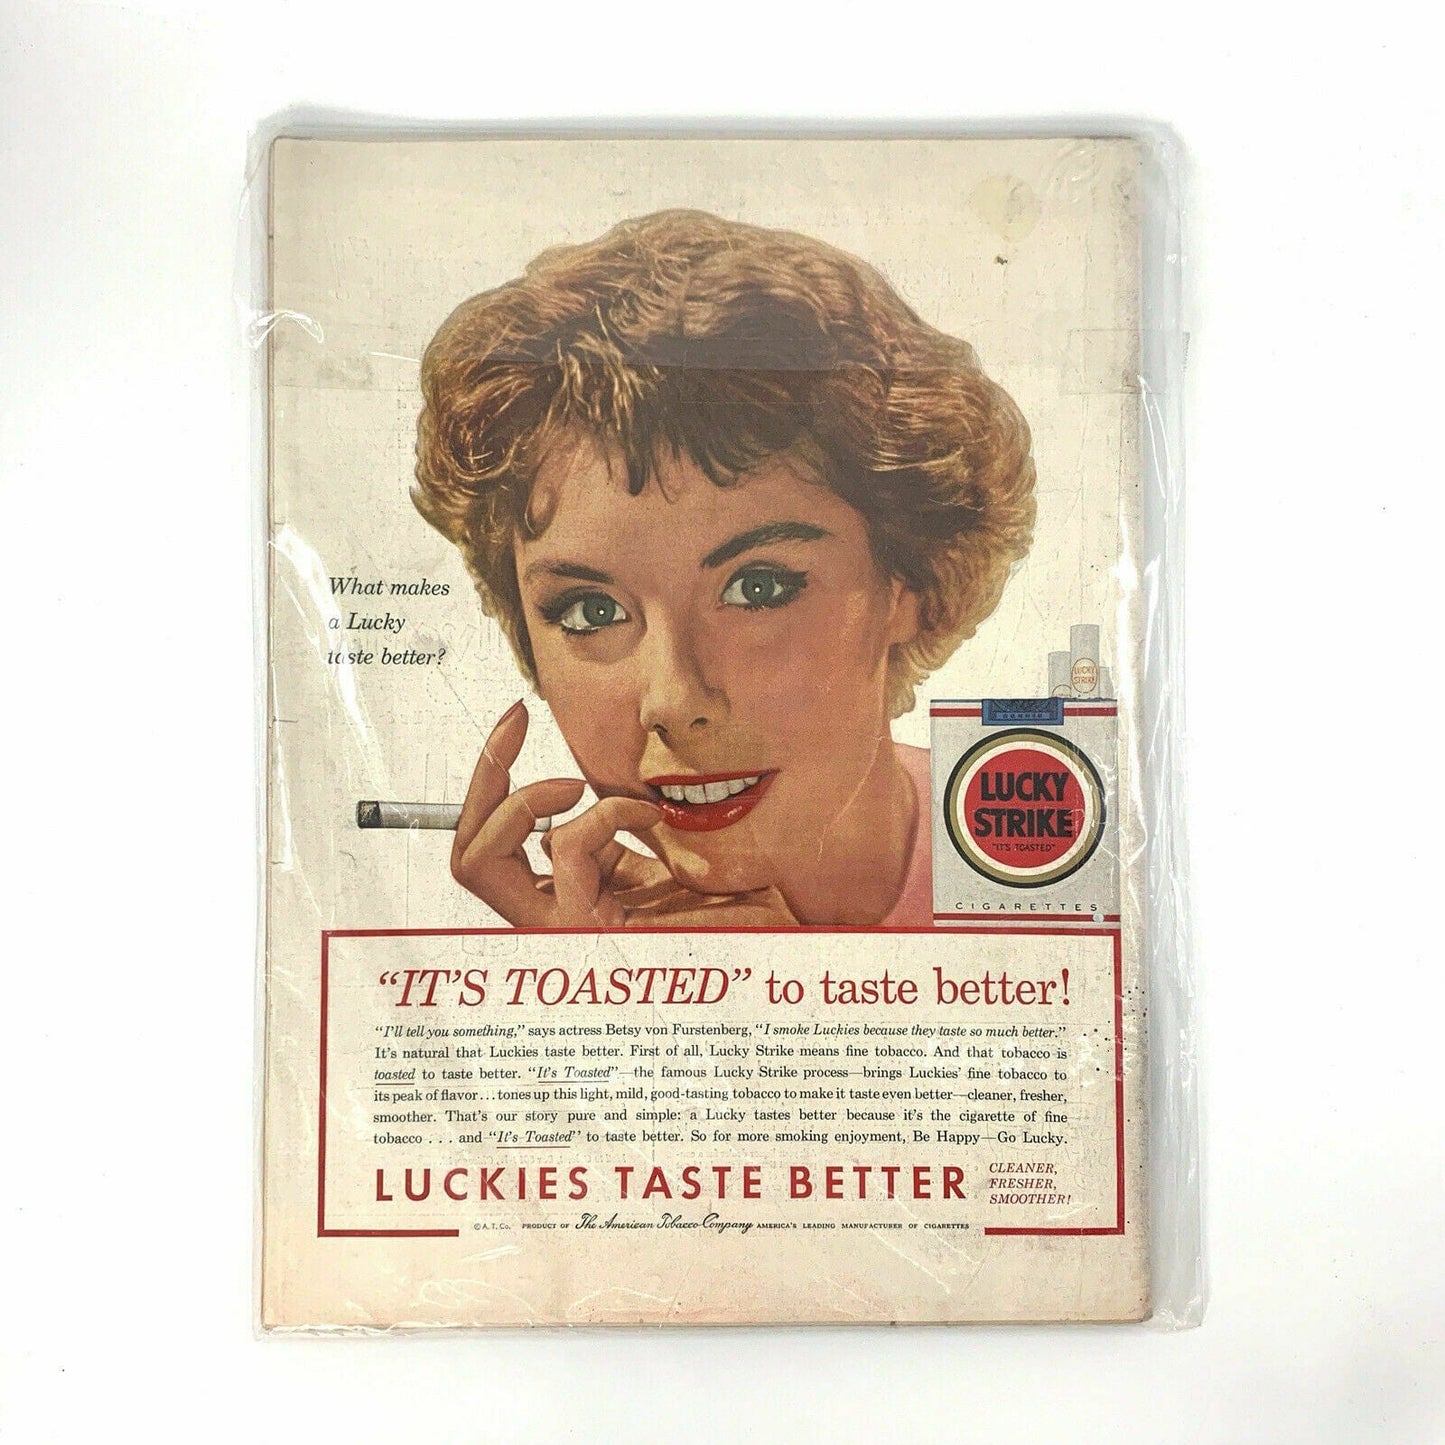 What makes
a Lucky
taste better?
LUCKY
STRIKE
LUCKY
STRIKE
"IT'S TOASTED"
CIGARETTES
“IT'S TOASTED” to taste better!
“I'll tell you something,” says actress Betsy von Furstenberg, “I smoke Luckies because they taste so much better.”
It's natural that Luckies taste better. First of all, Lucky Strike means fine tobacco. And that tobacco is
toasted to taste better. “It's Toasted”—the famous Lucky Strike process—brings Luckies' fine tobacco to
its peak of flavor . . . tones up this light, mild, good-tasting tobacco to make it taste even better—cleaner, fresher,
smoother. That's our story pure and simple: a Lucky tastes better because it's the cigarette of fine
tobacco . . . and “It's Toasted” to taste better. So for more smoking enjoyment, Be Happy—Go Lucky.
LUCKIES TASTE BETTER
CLEANER,
FRESHER,
SMOOTHER!
© A. T. Co. PRODUCT OF The American Tobacco Company AMERICA'S LEADING MANUFACTURER OF CIGARETTES